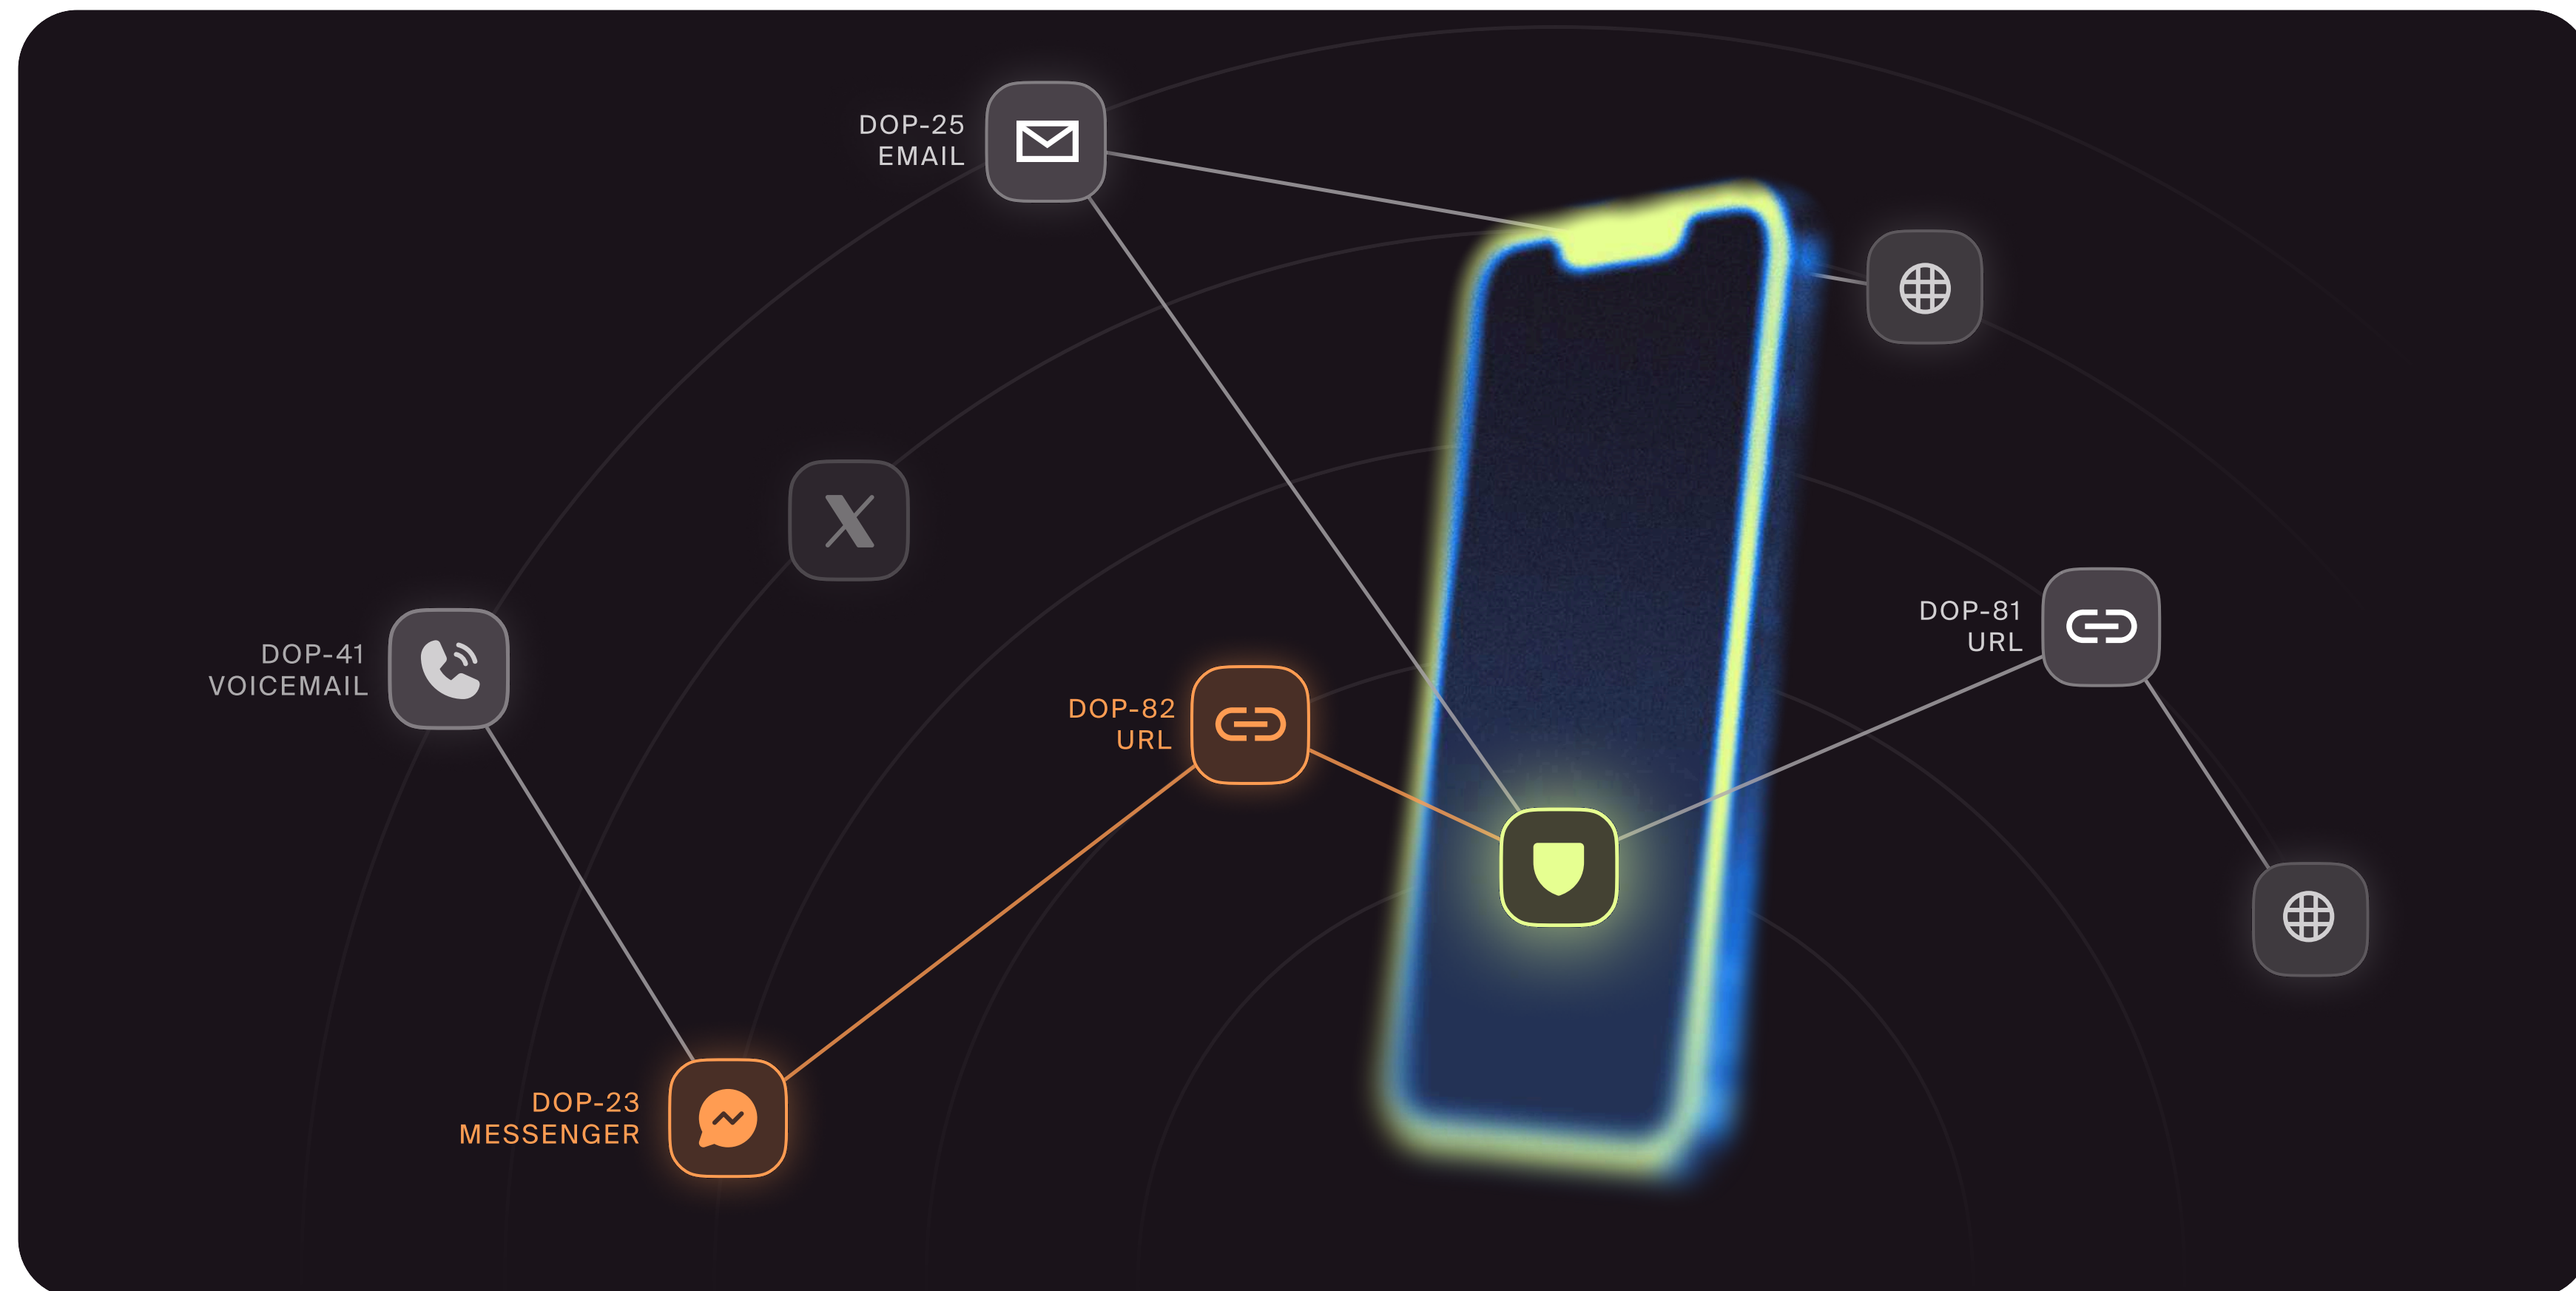 DOP-25
EMAIL
DOP-81
URL
DOP-41
VOICEMAIL
DOP-82
URL
DOP-23
MESSENGER